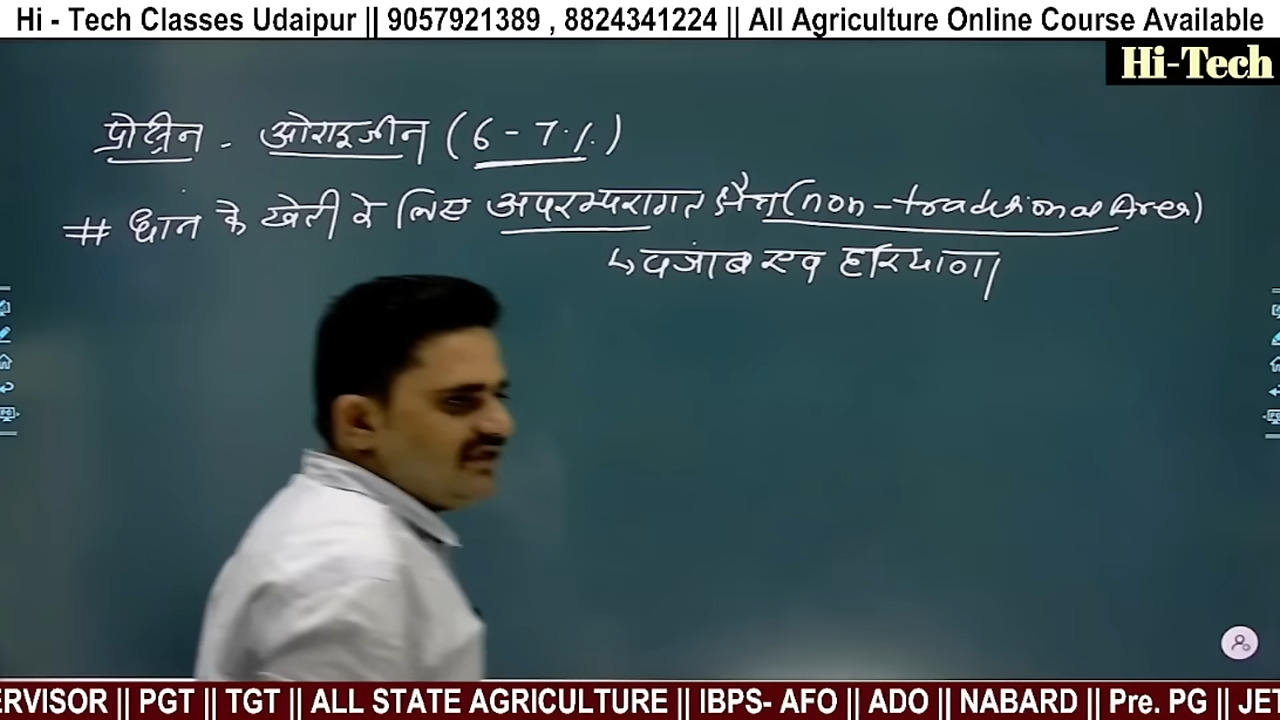 Hi - Tech Classes Udaipur || 9057921389 , 8824341224 || All Agriculture Online Course Available
Hi-Tech
प्रोटीन - ओराइजीन (6-7%)
# धान के खेती के लिए अपरम्परागत क्षेत्र (non-traditional Area)
↳ पंजाब एव हरियाणा
ERVISOR || PGT || TGT || ALL STATE AGRICULTURE || IBPS- AFO || ADO || NABARD || Pre. PG || JET